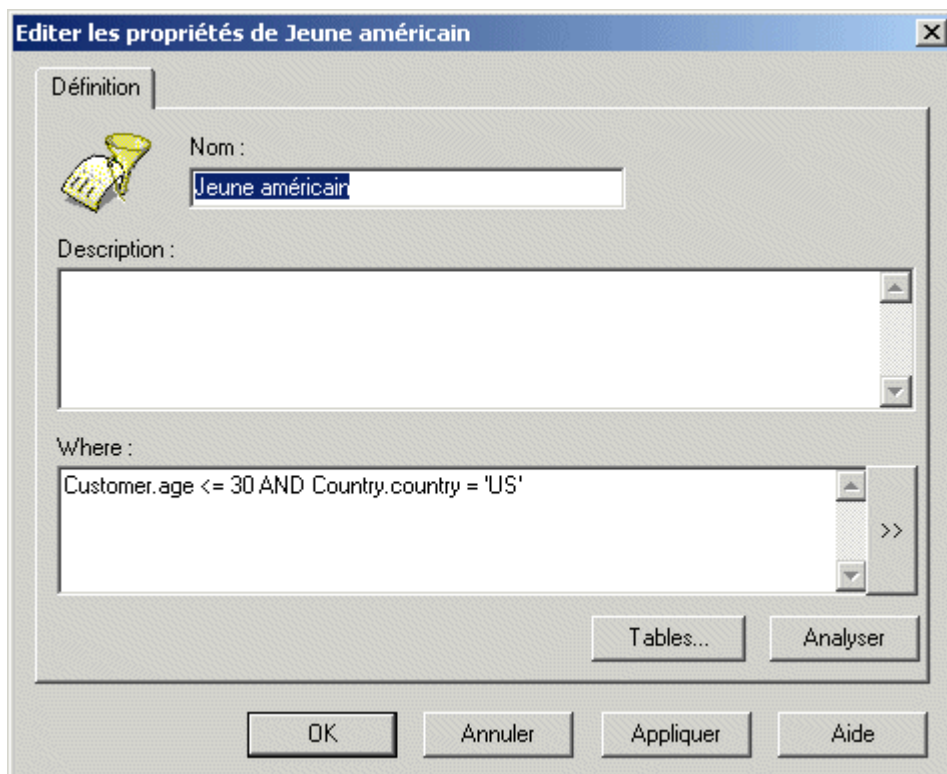 Editer les propriétés de Jeune américain
Définition
Nom :
Jeune américain
Description :
Where :
Customer.age <= 30 AND Country.country = 'US'
>>
Tables...
Analyser
OK
Annuler
Appliquer
Aide